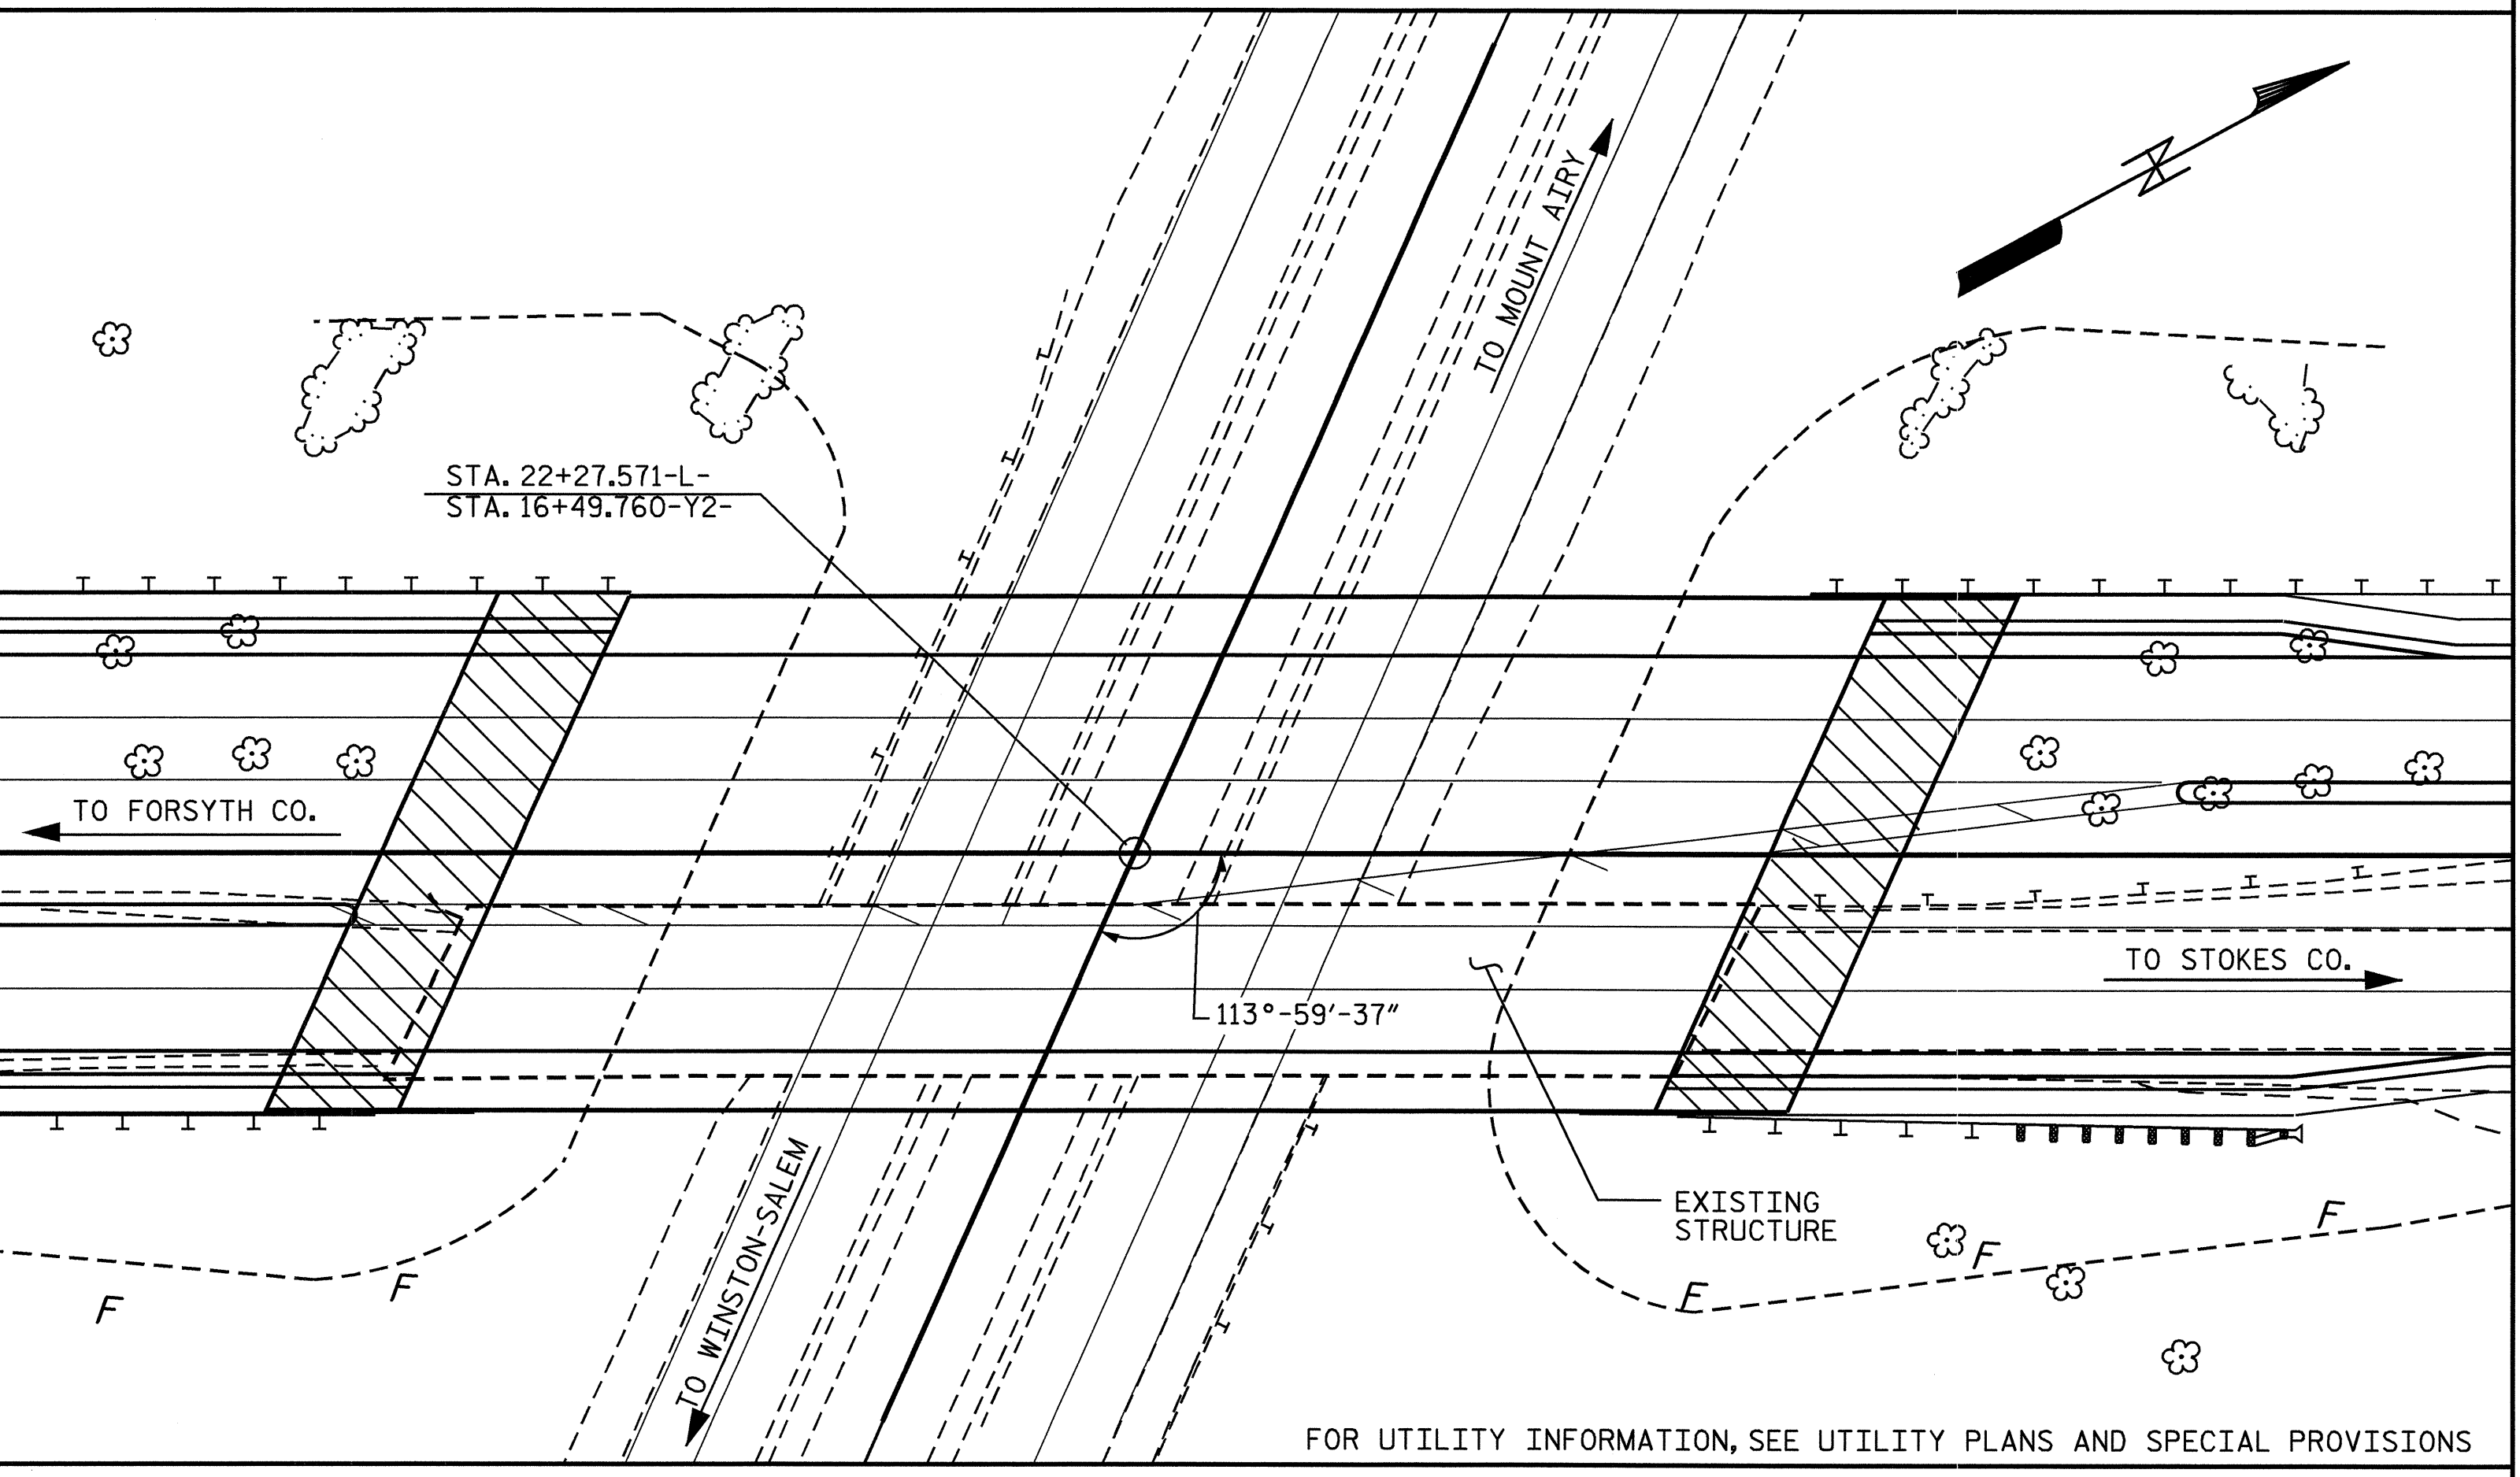 TO MOUNT AIRY
N
STA. 22+27.571-L-
STA. 16+49.760-Y2-
TO FORSYTH CO.
TO STOKES CO.
113°-59'-37"
TO WINSTON-SALEM
EXISTING
STRUCTURE
F
F
F
F
F
FOR UTILITY INFORMATION, SEE UTILITY PLANS AND SPECIAL PROVISIONS